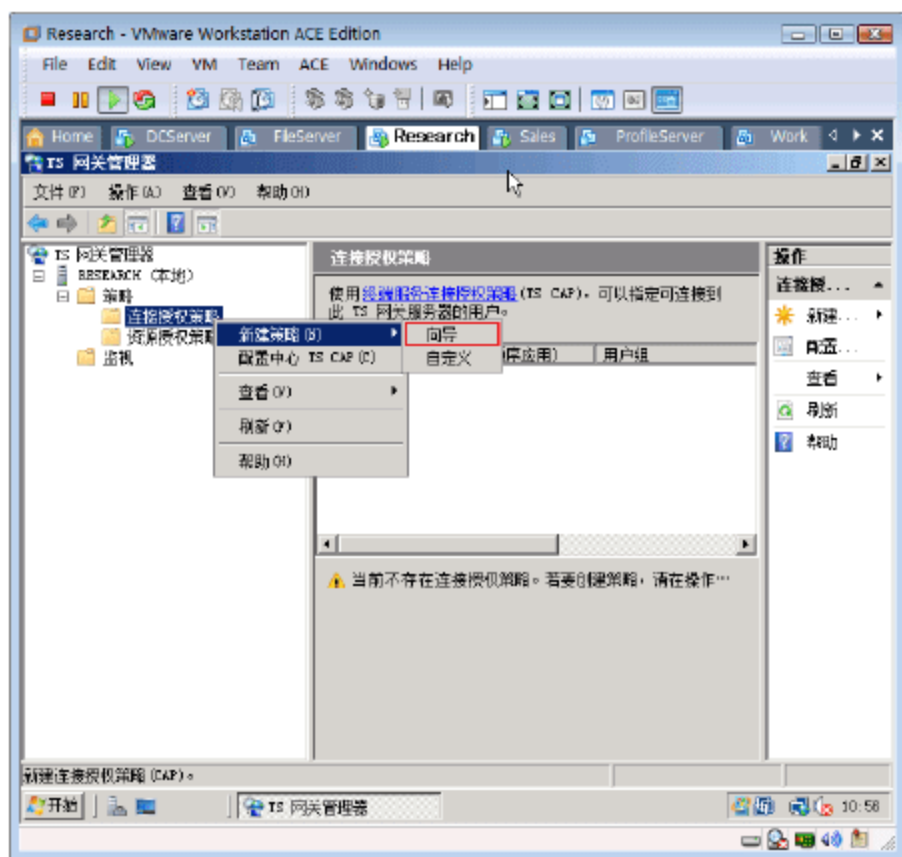 Research - VMware Workstation ACE Edition
File Edit View VM Team ACE Windows Help
Home DCServer FileServer Research Sales ProfileServer Work
TS 网关管理器
文件(F) 操作(A) 查看(V) 帮助(H)
TS 网关管理器
RESEARCH (本地)
策略
连接授权策略
资源授权策略
监视
新建策略(N)
配置中心 TS CAP(C)
查看(V)
刷新(F)
帮助(H)
向导
自定义
连接授权策略
使用终端服务连接授权策略(TS CAP),可以指定可连接到
此 TS 网关服务器的用户。
用户组
当前不存在连接授权策略。若要创建策略,请在操作…
操作
连接授...
新建...
配置...
查看
刷新
帮助
新建连接授权策略(CAP)。
开始 TS 网关管理器 10:58